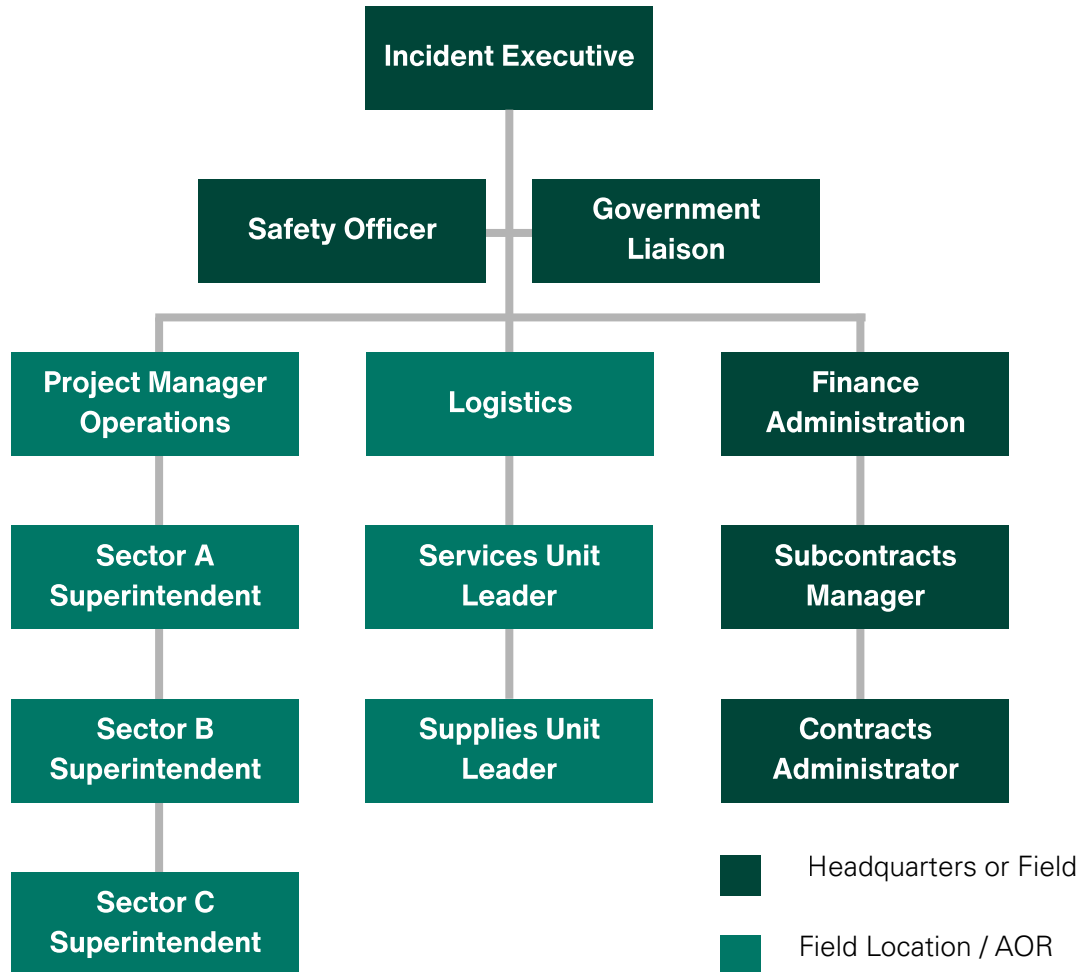 Incident Executive
Safety Officer
Government
Liaison
Project Manager
Operations
Logistics
Finance
Administration
Sector A
Superintendent
Services Unit
Leader
Subcontracts
Manager
Sector B
Superintendent
Supplies Unit
Leader
Contracts
Administrator
Sector C
Superintendent
Headquarters or Field
Field Location / AOR